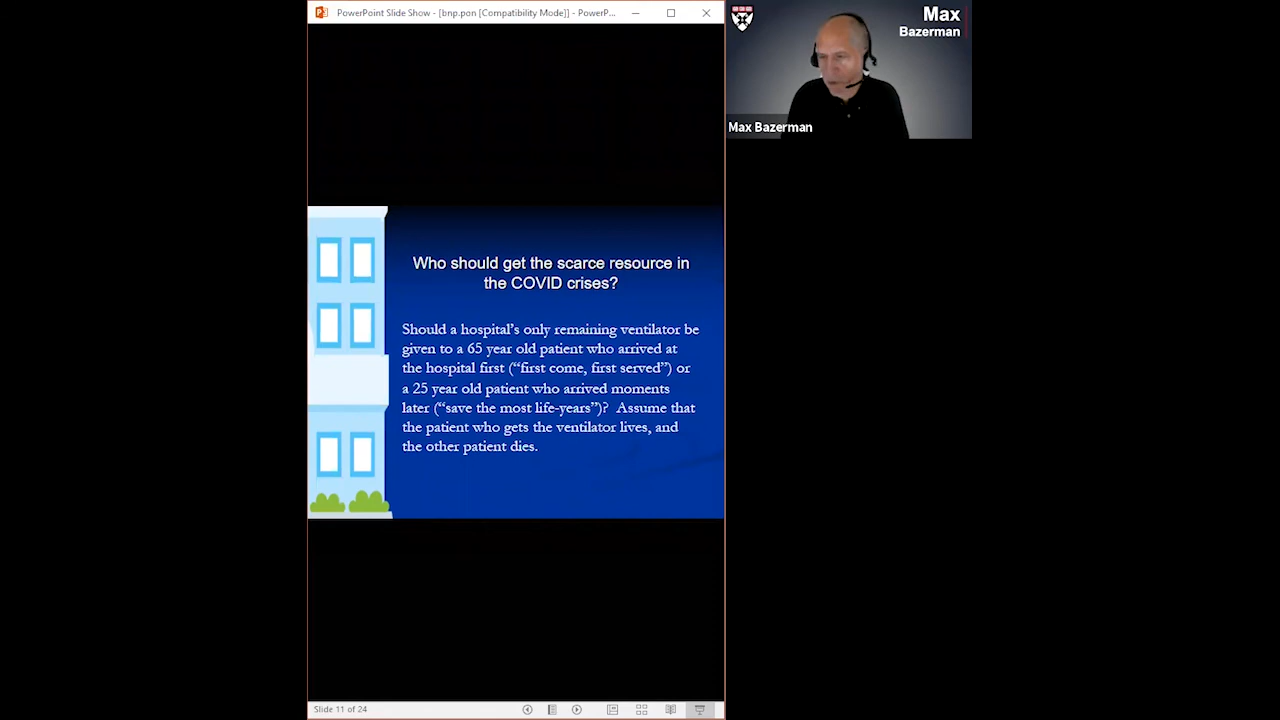 PowerPoint Slide Show - [bnp.pon [Compatibility Mode]] - PowerP...
Max
Bazerman
Max Bazerman
Who should get the scarce resource in
the COVID crises?
Should a hospital's only remaining ventilator be
given to a 65 year old patient who arrived at
the hospital first (“first come, first served”) or
a 25 year old patient who arrived moments
later (“save the most life-years”)? Assume that
the patient who gets the ventilator lives, and
the other patient dies.
Slide 11 of 24